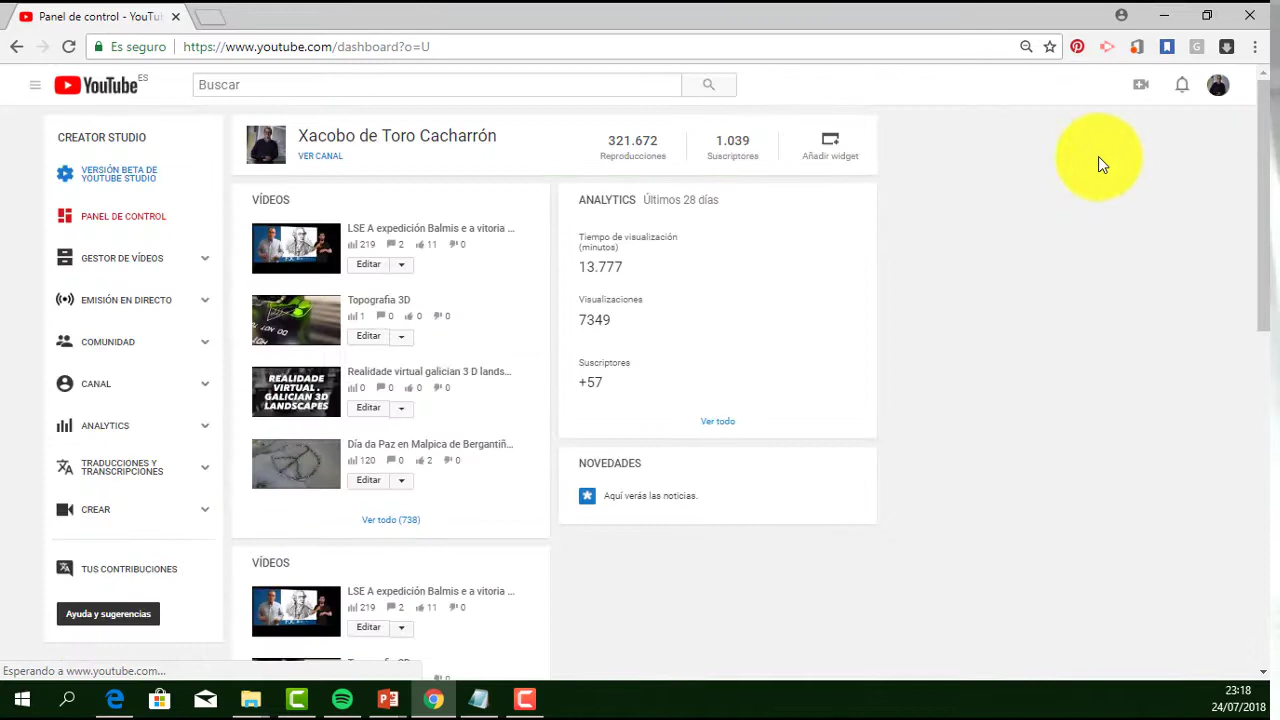 Panel de control - YouTu
Es seguro
https://www.youtube.com/dashboard?o=U
YouTube ES
Buscar
CREATOR STUDIO
VERSIÓN BETA DE
YOUTUBE STUDIO
PANEL DE CONTROL
GESTOR DE VÍDEOS
EMISIÓN EN DIRECTO
COMUNIDAD
CANAL
ANALYTICS
TRADUCCIONES Y
TRANSCRIPCIONES
CREAR
TUS CONTRIBUCIONES
Ayuda y sugerencias
Xacobo de Toro Cacharrón
VER CANAL
321.672
Reproducciones
1.039
Suscriptores
Añadir widget
VÍDEOS
LSE A expedición Balmis e a vitoria ...
219 2 11 0
Editar
Topografia 3D
1 0 0 0
Editar
REALIDADE
VIRTUAL .
GALICIAN 3D
LANDSCAPES
Realidade virtual galician 3 D lands...
0 0 0 0
Editar
Día da Paz en Malpica de Bergantiñ...
120 0 2 0
Editar
Ver todo (738)
ANALYTICS Últimos 28 días
Tiempo de visualización
(minutos)
13.777
Visualizaciones
7349
Suscriptores
+57
Ver todo
NOVEDADES
Aquí verás las noticias.
VÍDEOS
LSE A expedición Balmis e a vitoria ...
219 2 11 0
Editar
Esperando a www.youtube.com...
23:18
24/07/2018